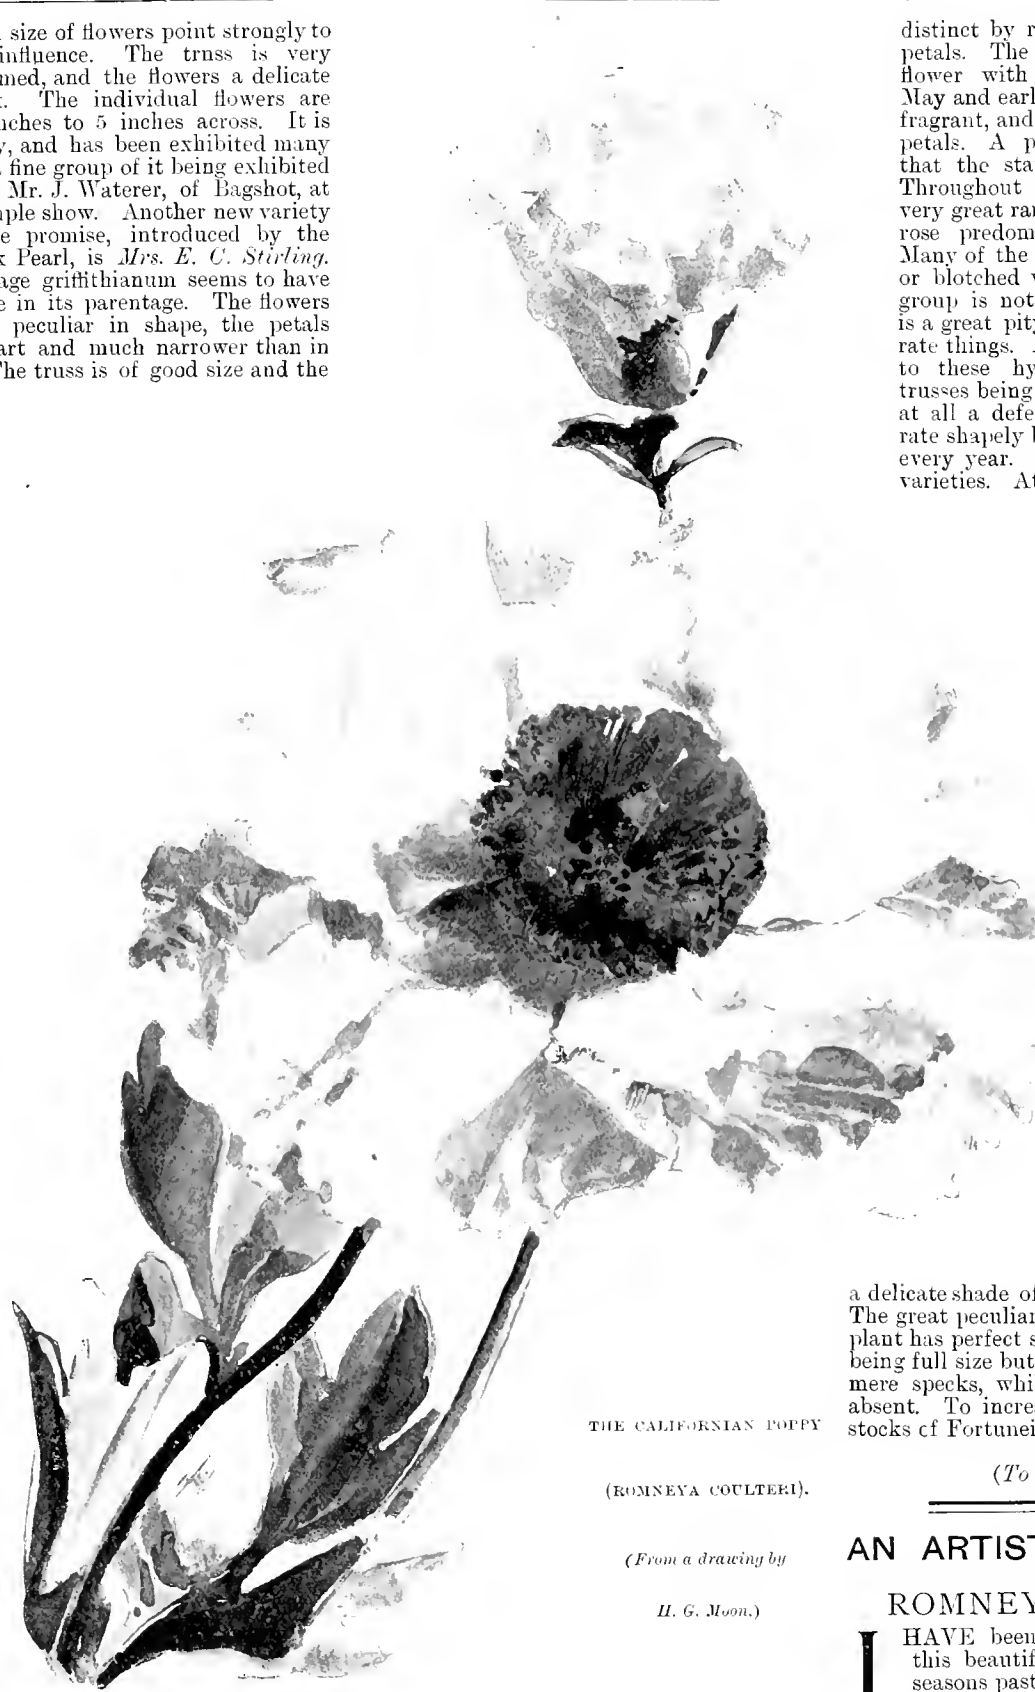 size of flowers point strongly to
influence. The truss is very
med, and the flowers a delicate
The individual flowers are
nches to 5 inches across. It is
y, and has been exhibited many
fine group of it being exhibited
Mr. J. Waterer, of Bagshot, at
ple show. Another new variety
e promise, introduced by the
k Pearl, is Mrs. E. C. Stirling.
age griffithianum seems to have
e in its parentage. The flowers
peculiar in shape, the petals
art and much narrower than in
The truss is of good size and the
distinct by r
petals. The
flower with
May and earl
fragrant, and
petals. A p
that the sta
Throughout
very great ran
rose predom
Many of the
or blotched
group is not
is a great pity
rate things.
to these hy
trusses being
at all a defe
rate shapely b
every year.
varieties. At
THE CALIFORNIAN POPPY
(ROMNEYA COULTERI).
(From a drawing by
H. G. Moon.)
a delicate shade of
The great peculiar
plant has perfect s
being full size but
mere specks, whi
absent. To incre
stocks cf Fortunei
(To
AN ARTIST
ROMNEY
I HAVE been
this beautif
seasons past